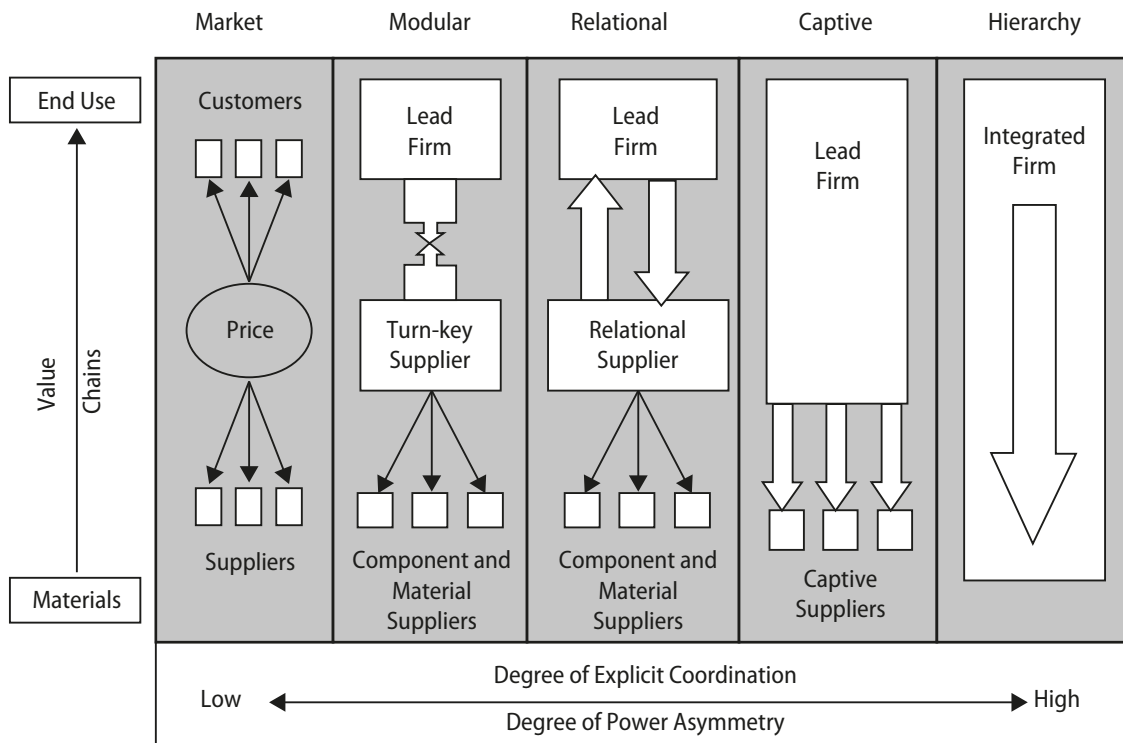 Market
Modular
Relational
Captive
Hierarchy
End Use
Value
Chains
Materials
Customers
Price
Suppliers
Lead
Firm
Turn-key
Supplier
Component and
Material
Suppliers
Lead
Firm
Relational
Supplier
Component and
Material
Suppliers
Lead
Firm
Captive
Suppliers
Integrated
Firm
Degree of Explicit Coordination
Low
High
Degree of Power Asymmetry